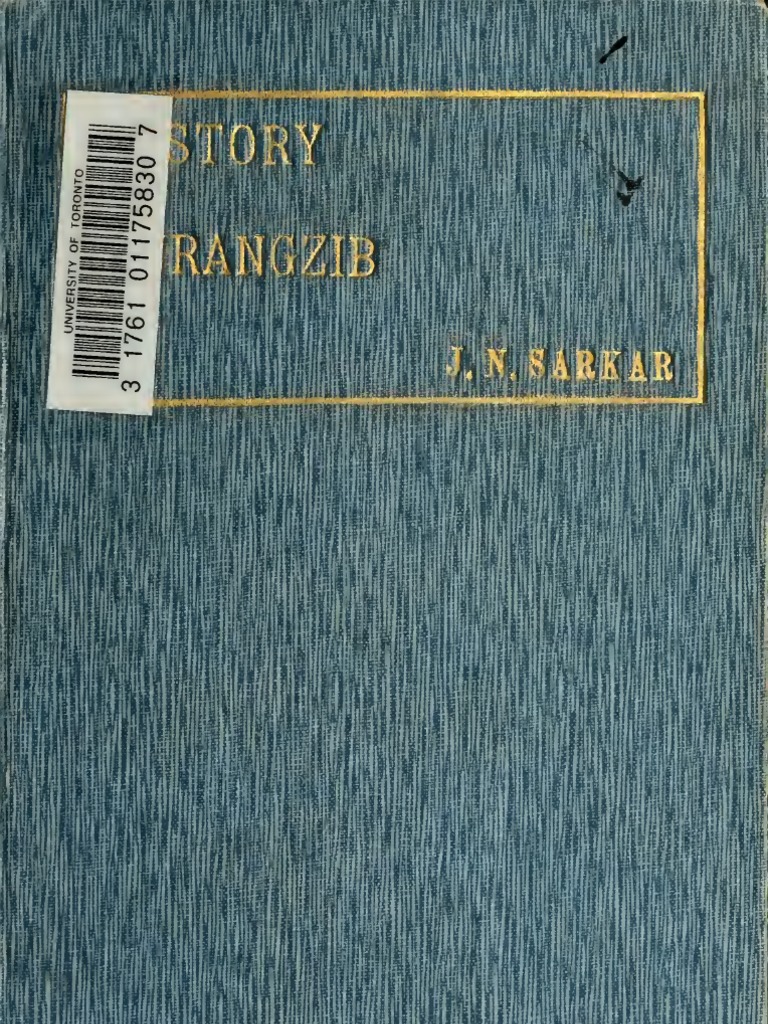 STORY
RANGZIB
J. N. SARKAR
UNIVERSITY OF TORONTO
3 1761 01175830 7